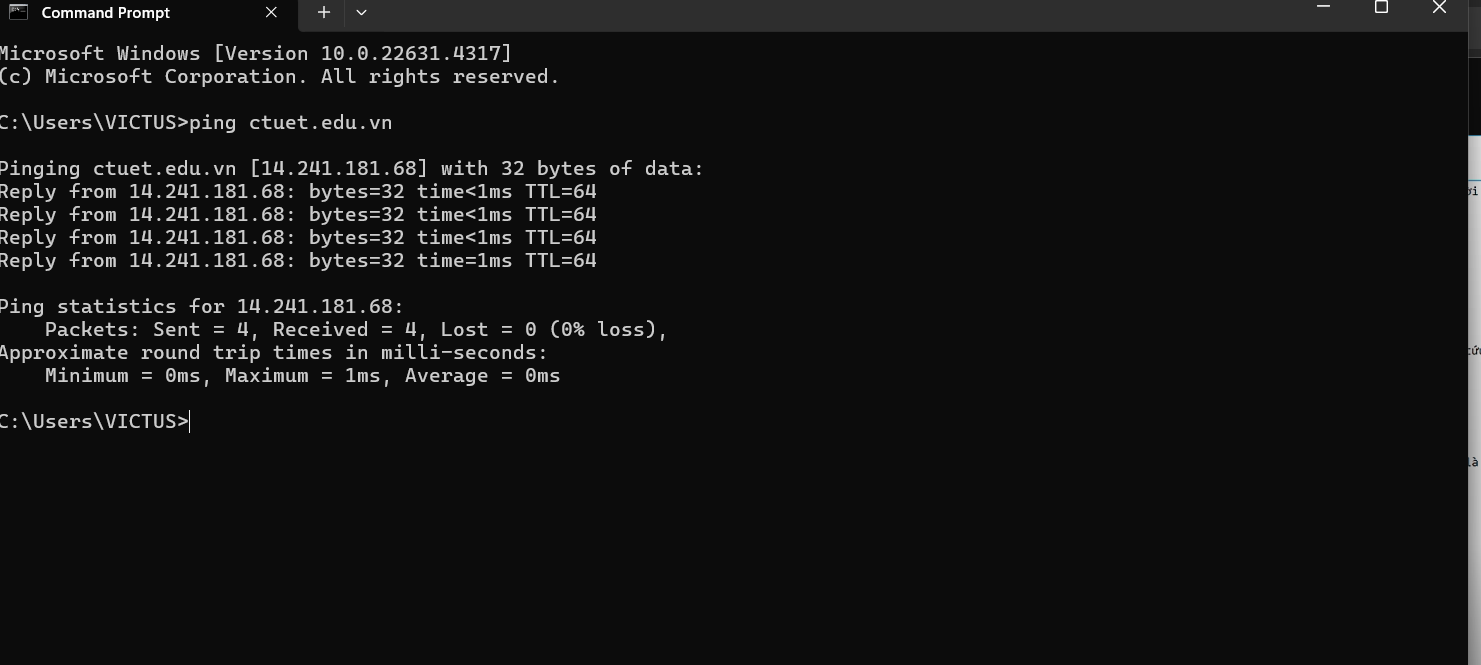 Command Prompt
Microsoft Windows [Version 10.0.22631.4317]
(c) Microsoft Corporation. All rights reserved.
C:\Users\VICTUS>ping ctuet.edu.vn
Pinging ctuet.edu.vn [14.241.181.68] with 32 bytes of data:
Reply from 14.241.181.68: bytes=32 time<1ms TTL=64
Reply from 14.241.181.68: bytes=32 time<1ms TTL=64
Reply from 14.241.181.68: bytes=32 time<1ms TTL=64
Reply from 14.241.181.68: bytes=32 time=1ms TTL=64
Ping statistics for 14.241.181.68:
Packets: Sent = 4, Received = 4, Lost = 0 (0% loss),
Approximate round trip times in milli-seconds:
Minimum = 0ms, Maximum = 1ms, Average = 0ms
C:\Users\VICTUS>